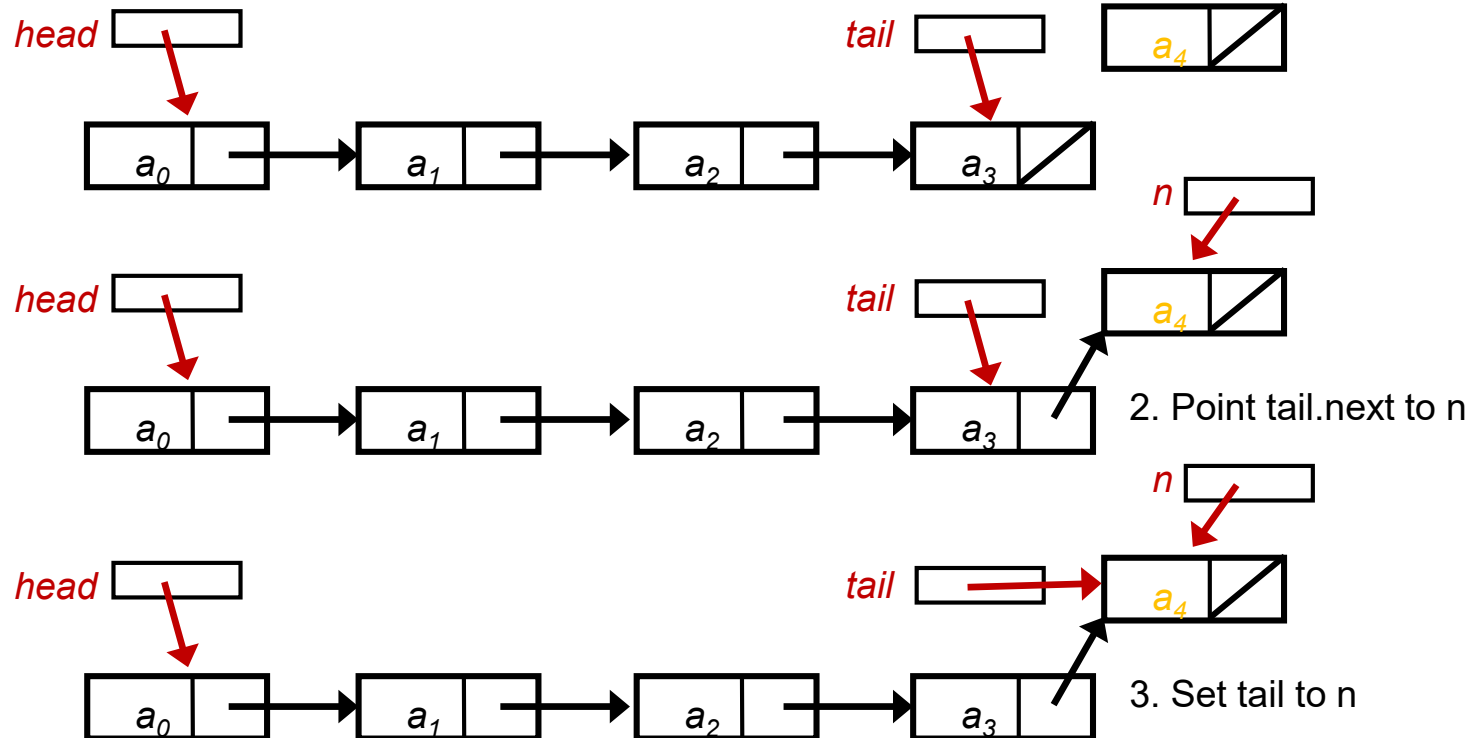 head tail a4
a0 a1 a2 a3
n
head tail a4
a0 a1 a2 a3 2. Point tail.next to n
n
head tail a4
a0 a1 a2 a3 3. Set tail to n